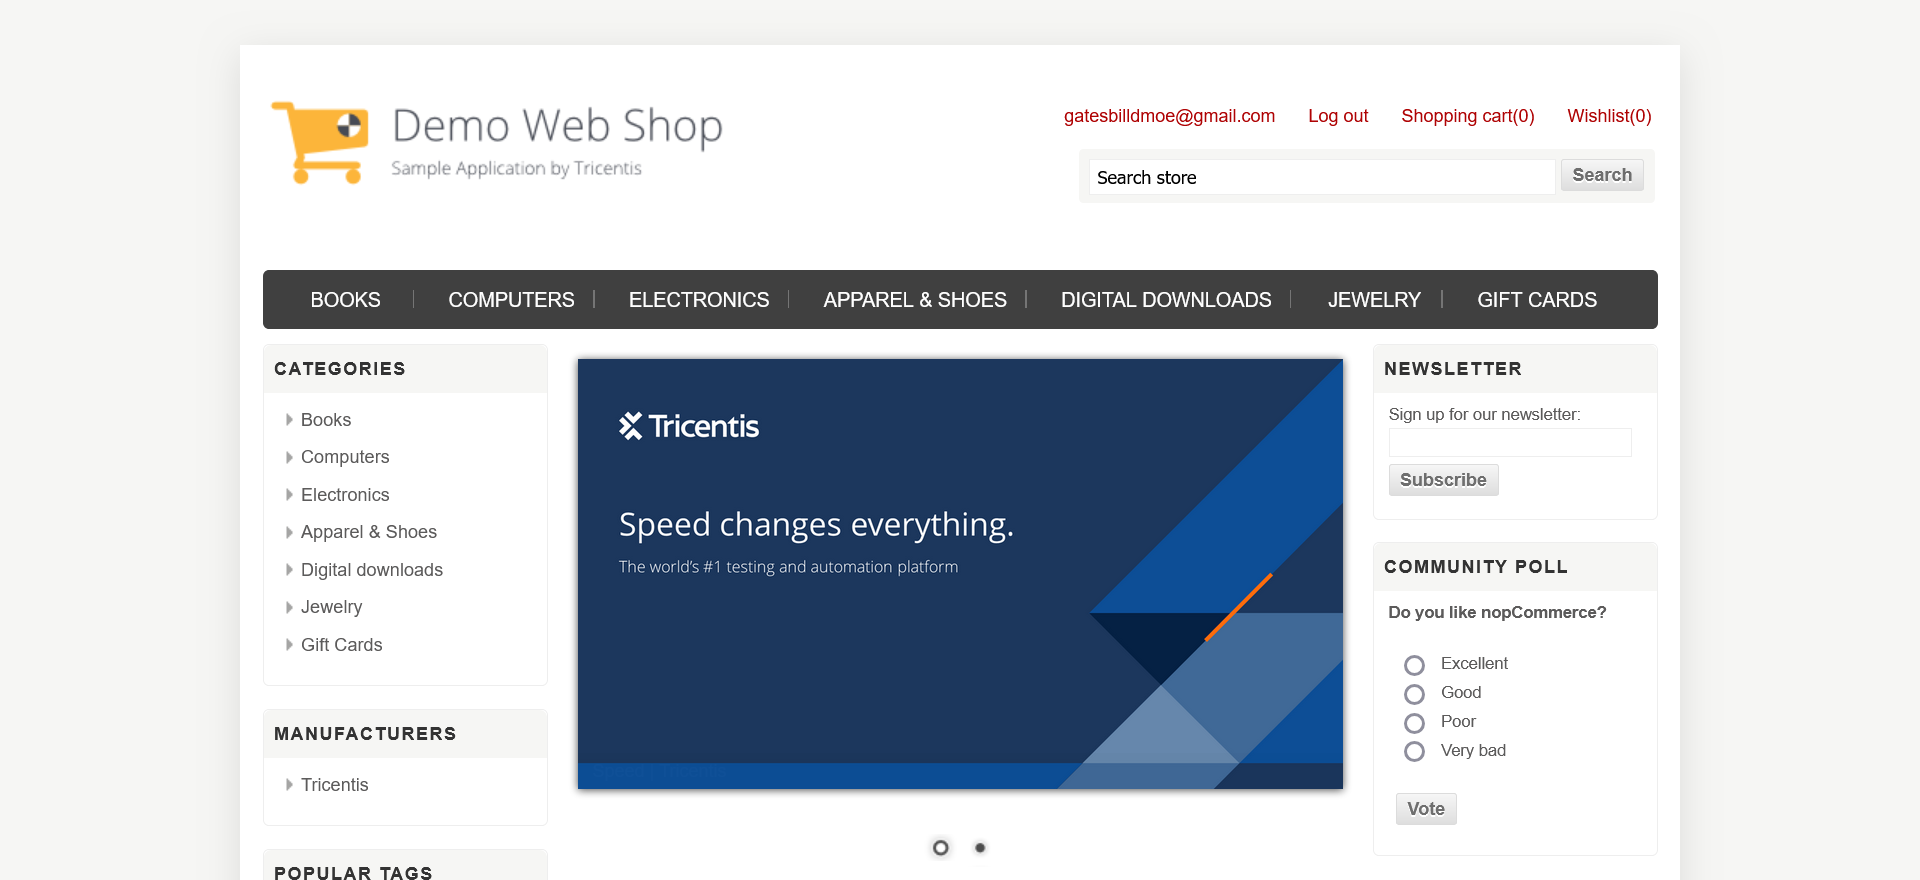 Demo Web Shop
Sample Application by Tricentis
gatesbilldmoe@gmail.com Log out Shopping cart(0) Wishlist(0)
Search store Search
BOOKS COMPUTERS ELECTRONICS APPAREL & SHOES DIGITAL DOWNLOADS JEWELRY GIFT CARDS
CATEGORIES
Books
Computers
Electronics
Apparel & Shoes
Digital downloads
Jewelry
Gift Cards
MANUFACTURERS
Tricentis
POPULAR TAGS
Tricentis
Speed changes everything.
The world's #1 testing and automation platform
NEWSLETTER
Sign up for our newsletter:
Subscribe
COMMUNITY POLL
Do you like nopCommerce?
Excellent
Good
Poor
Very bad
Vote